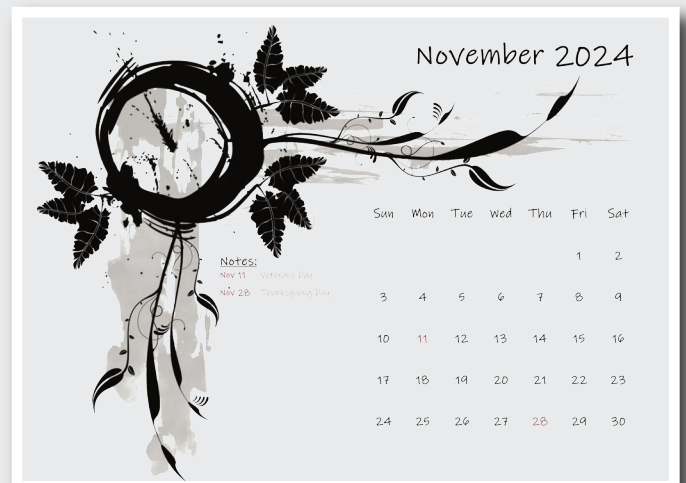 November 2024
Sun Mon Tue Wed Thu Fri Sat
1 2
3 4 5 6 7 8 9
10 11 12 13 14 15 16
17 18 19 20 21 22 23
24 25 26 27 28 29 30
Notes:
Nov 11 Veterans Day
Nov 28 Thanksgiving Day